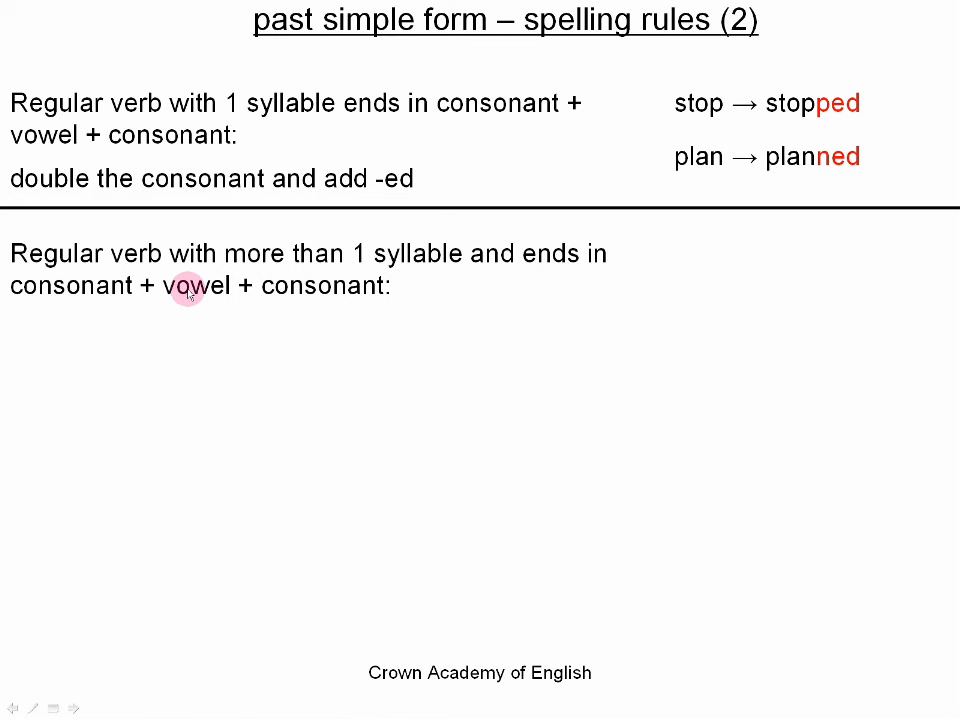 past simple form – spelling rules (2)
Regular verb with 1 syllable ends in consonant +
vowel + consonant:
double the consonant and add -ed
stop → stopped
plan → planned
Regular verb with more than 1 syllable and ends in
consonant + vowel + consonant:
Crown Academy of English